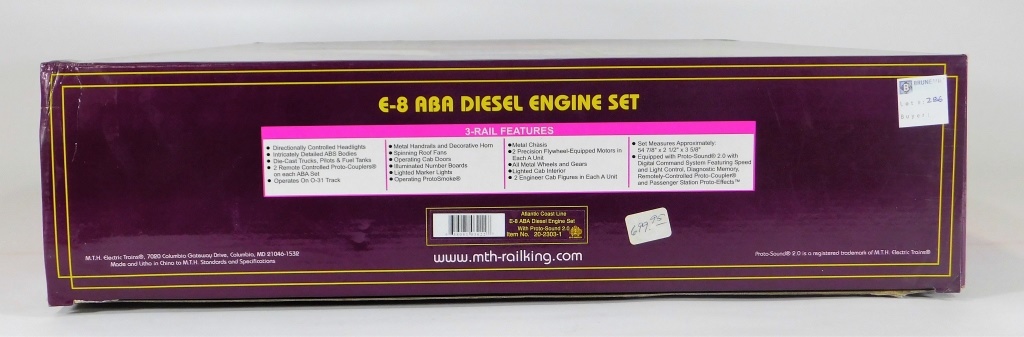 E-8 ABA DIESEL ENGINE SET
3-RAIL FEATURES
● Directionally Controlled Headlights
● Intricately Detailed ABS Bodies
● Die-Cast Trucks, Pilots & Fuel Tanks
● 2 Remote Controlled Proto-Couplers®
on each ABA Set
● Operates On O-31 Track
● Metal Handrails and Decorative Horn
● Spinning Roof Fans
● Operating Cab Doors
● Illuminated Number Boards
● Lighted Marker Lights
● Operating ProtoSmoke®
● Metal Chasis
● 2 Precision Flywheel-Equipped Motors in
Each A Unit
● All Metal Wheels and Gears
● Lighted Cab Interior
● 2 Engineer Cab Figures in Each A Unit
● Set Measures Approximately:
54 7/8" x 2 1/2" x 3 5/8"
● Equipped with Proto-Sound® 2.0 with
Digital Command System Featuring Speed
and Light Control, Diagnostic Memory,
Remotely-Controlled Proto-Coupler®
and Passenger Station Proto-Effects™
Lot #: 286
Buyer:
Atlantic Coast Line
E-8 ABA Diesel Engine Set
With Proto-Sound 2.0
Item No. 20-2303-1
699.95
M.T.H. Electric Trains®, 7020 Columbia Gateway Drive, Columbia, MD 21046-1532
Made and Litho in China to M.T.H. Standards and Specifications
www.mth-railking.com
Proto-Sound® 2.0 is a registered trademark of M.T.H. Electric Trains®